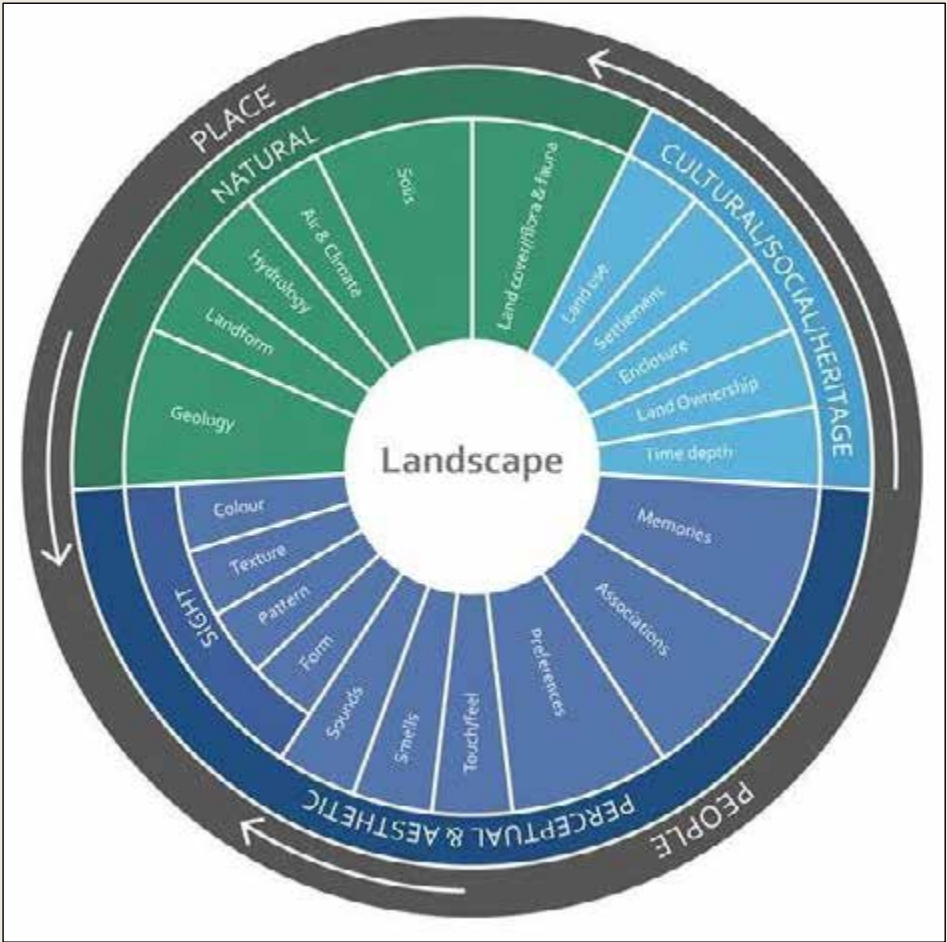 PLACE
NATURAL
Geology
Landform
Hydrology
Air & Climate
Soils
Land cover/flora & fauna
CULTURAL/SOCIAL/HERITAGE
Land use
Settlement
Enclosure
Land Ownership
Time depth
Landscape
PEOPLE
PERCEPTUAL & AESTHETIC
Memories
Associations
Preferences
Touch/feel
Smells
Sounds
SIGHT
Form
Pattern
Texture
Colour